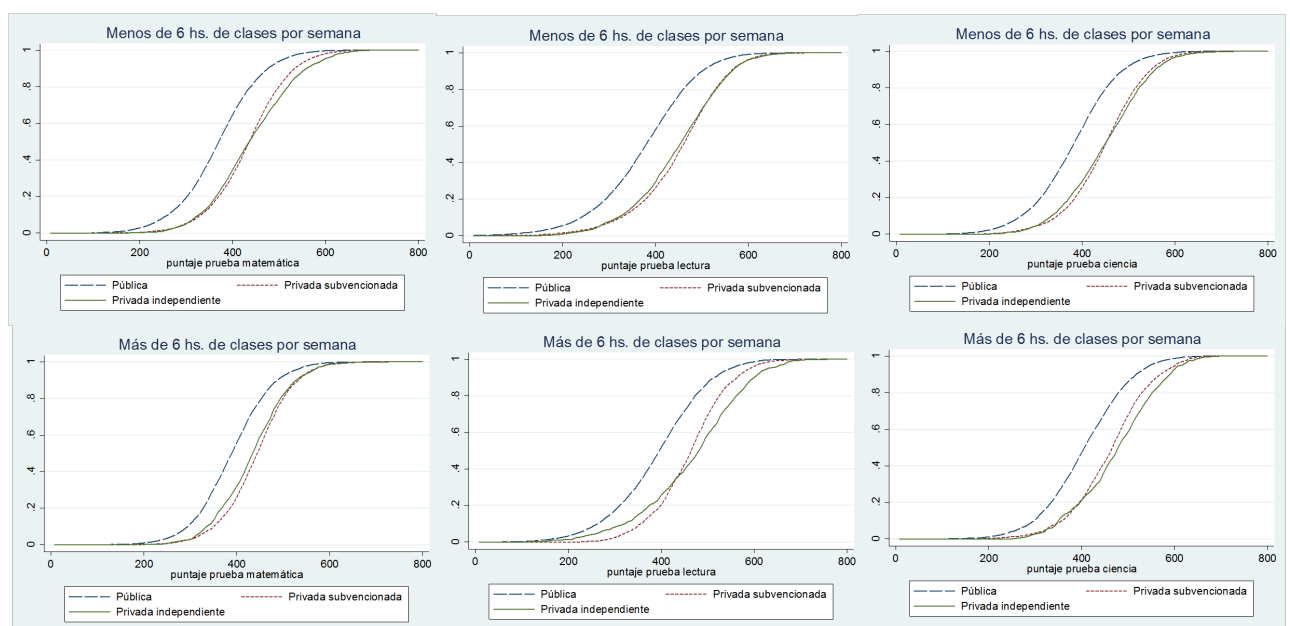 Menos de 6 hs. de clases por semana
1
.8
.6
.4
.2
0
0 200 400 600 800
puntaje prueba matemática
Pública Privada subvencionada
Privada independiente
Menos de 6 hs. de clases por semana
1
.8
.6
.4
.2
0
0 200 400 600 800
puntaje prueba lectura
Pública Privada subvencionada
Privada independiente
Menos de 6 hs. de clases por semana
1
.8
.6
.4
.2
0
0 200 400 600 800
puntaje prueba ciencia
Pública Privada subvencionada
Privada independiente
Más de 6 hs. de clases por semana
1
.8
.6
.4
.2
0
0 200 400 600 800
puntaje prueba matemática
Pública Privada subvencionada
Privada independiente
Más de 6 hs. de clases por semana
1
.8
.6
.4
.2
0
0 200 400 600 800
puntaje prueba lectura
Pública Privada subvencionada
Privada independiente
Más de 6 hs. de clases por semana
1
.8
.6
.4
.2
0
0 200 400 600 800
puntaje prueba ciencia
Pública Privada subvencionada
Privada independiente